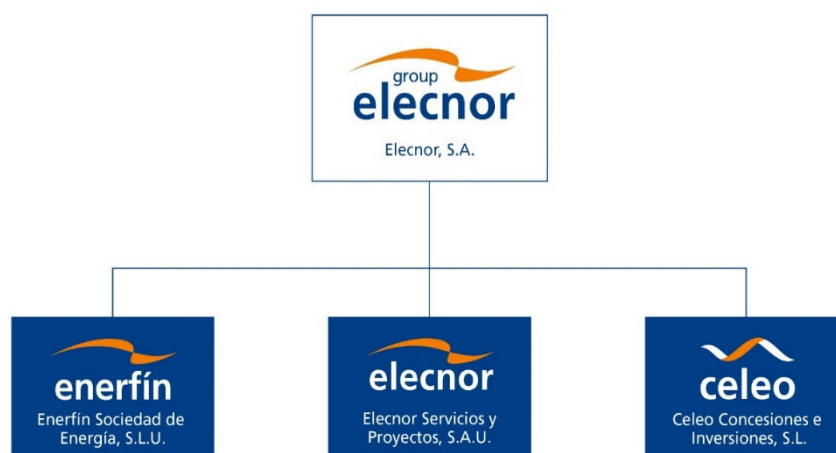 group
elecnor
Elecnor, S.A.
enerfín
Enerfín Sociedad de
Energía, S.L.U.
elecnor
Elecnor Servicios y
Proyectos, S.A.U.
celeo
Celeo Concesiones e
Inversiones, S.L.